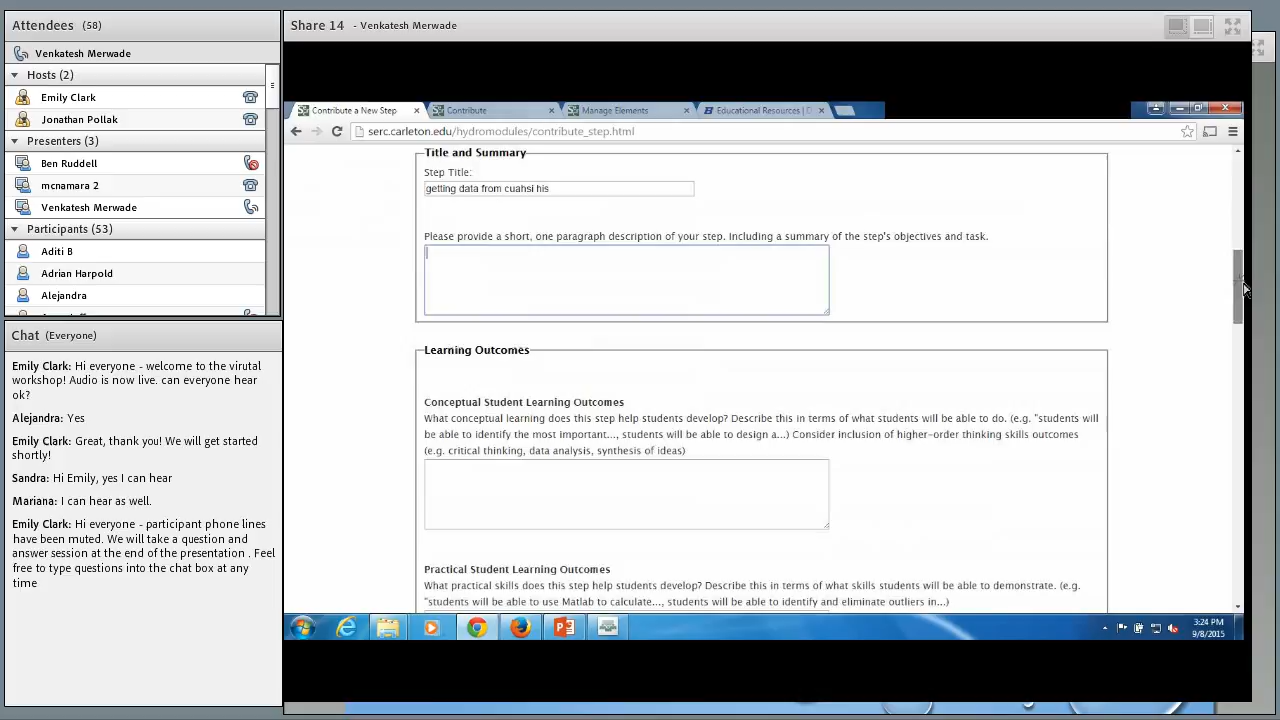 Attendees (58)
Venkatesh Merwade
Hosts (2)
Emily Clark
Jonathan Pollak
Presenters (3)
Ben Ruddell
mcnamara 2
Venkatesh Merwade
Participants (53)
Aditi B
Adrian Harpold
Alejandra
Chat (Everyone)
Emily Clark: Hi everyone - welcome to the virutal
workshop! Audio is now live. can everyone hear
ok?
Alejandra: Yes
Emily Clark: Great, thank you! We will get started
shortly!
Sandra: Hi Emily, yes I can hear
Mariana: I can hear as well.
Emily Clark: Hi everyone - participant phone lines
have been muted. We will take a question and
answer session at the end of the presentation . Feel
free to type questions into the chat box at any
time
Share 14 - Venkatesh Merwade
Contribute a New Step
Contribute
Manage Elements
Educational Resources | D
serc.carleton.edu/hydromodules/contribute_step.html
Title and Summary
Step Title:
getting data from cuahsi his
Please provide a short, one paragraph description of your step. Including a summary of the step's objectives and task.
Learning Outcomes
Conceptual Student Learning Outcomes
What conceptual learning does this step help students develop? Describe this in terms of what students will be able to do. (e.g. "students will
be able to identify the most important..., students will be able to design a...) Consider inclusion of higher-order thinking skills outcomes
(e.g. critical thinking, data analysis, synthesis of ideas)
Practical Student Learning Outcomes
What practical skills does this step help students develop? Describe this in terms of what skills students will be able to demonstrate. (e.g.
"students will be able to use Matlab to calculate..., students will be able to identify and eliminate outliers in...)
3:24 PM
9/8/2015